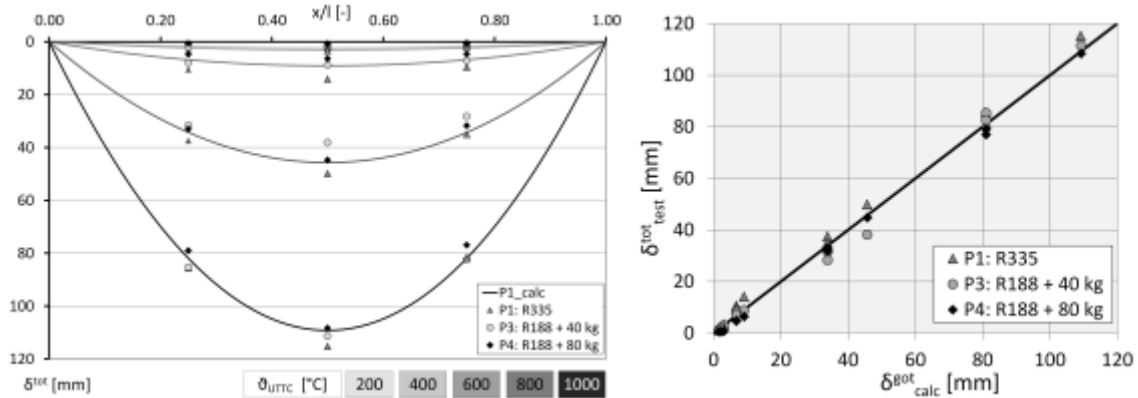 x/l [-]
0.00 0.20 0.40 0.60 0.80 1.00
0
20
40
60
80
100
120
P1_calc
P1: R335
P3: R188 + 40 kg
P4: R188 + 80 kg
δᵗᵒᵗ [mm]
ϑUTTC [°C] 200 400 600 800 1000
120
100
80
60
40
20
0
δᵗᵒᵗtest [mm]
P1: R335
P3: R188 + 40 kg
P4: R188 + 80 kg
0 20 40 60 80 100 120
δᵍᵒᵗcalc [mm]